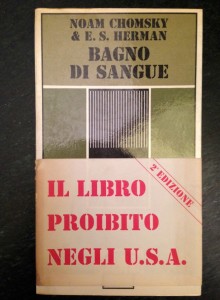 NOAM CHOMSKY
& E. S. HERMAN
BAGNO
DI SANGUE
2ª EDIZIONE
IL LIBRO
PROIBITO
NEGLI U.S.A.